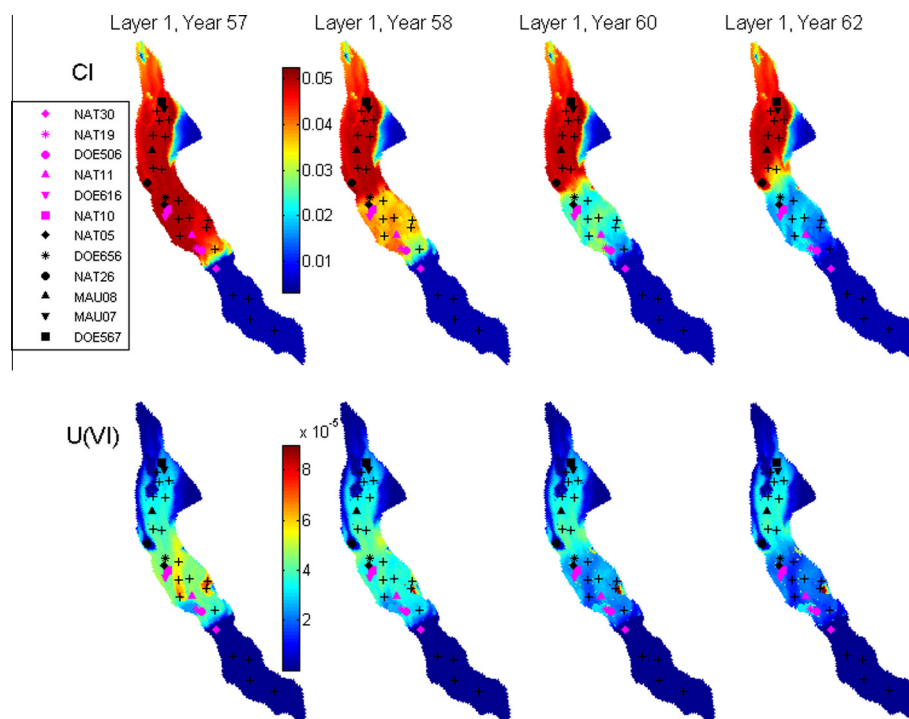 Layer 1, Year 57 Layer 1, Year 58 Layer 1, Year 60 Layer 1, Year 62
Cl
NAT30
NAT19
DOE506
NAT11
DOE616
NAT10
NAT05
DOE656
NAT26
MAU08
MAU07
DOE567
0.05
0.04
0.03
0.02
0.01
U(VI)
x 10⁻⁵
8
6
4
2